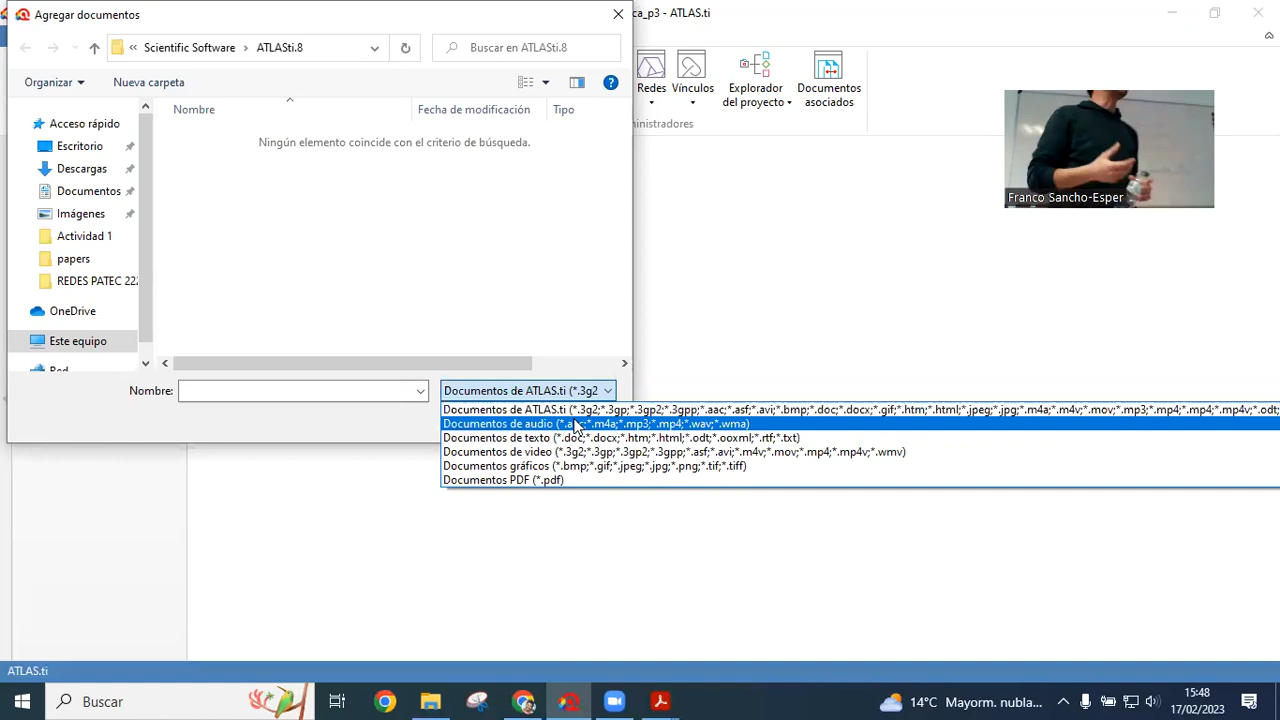 Agregar documentos
ca_p3 - ATLAS.ti
Scientific Software
ATLASti.8
Buscar en ATLASti.8
Organizar
Nueva carpeta
Redes
Vínculos
Explorador
del proyecto
Documentos
asociados
ministradores
Nombre
Fecha de modificación
Tipo
Ningún elemento coincide con el criterio de búsqueda.
Acceso rápido
Escritorio
Descargas
Documentos
Imágenes
Actividad 1
papers
REDES PATEC 222
OneDrive
Este equipo
Red
Franco Sancho-Esper
Nombre:
Documentos de ATLAS.ti (*.3g2
Documentos de ATLAS.ti (*.3g2;*.3gp;*.3gp2;*.3gpp;*.aac;*.asf;*.avi;*.bmp;*.doc;*.docx;*.gif;*.htm;*.html;*.jpeg;*.jpg;*.m4a;*.m4v;*.mov;*.mp3;*.mp4;*.mp4;*.mp4v;*.odt;
Documentos de audio (*.aac;*.m4a;*.mp3;*.mp4;*.wav;*.wma)
Documentos de texto (*.doc;*.docx;*.htm;*.html;*.odt;*.ooxml;*.rtf;*.txt)
Documentos de video (*.3g2;*.3gp;*.3gp2;*.3gpp;*.asf;*.avi;*.m4v;*.mov;*.mp4;*.mp4v;*.wmv)
Documentos gráficos (*.bmp;*.gif;*.jpeg;*.jpg;*.png;*.tif;*.tiff)
Documentos PDF (*.pdf)
ATLAS.ti
Buscar
14°C Mayorm. nubla...
15:48
17/02/2023